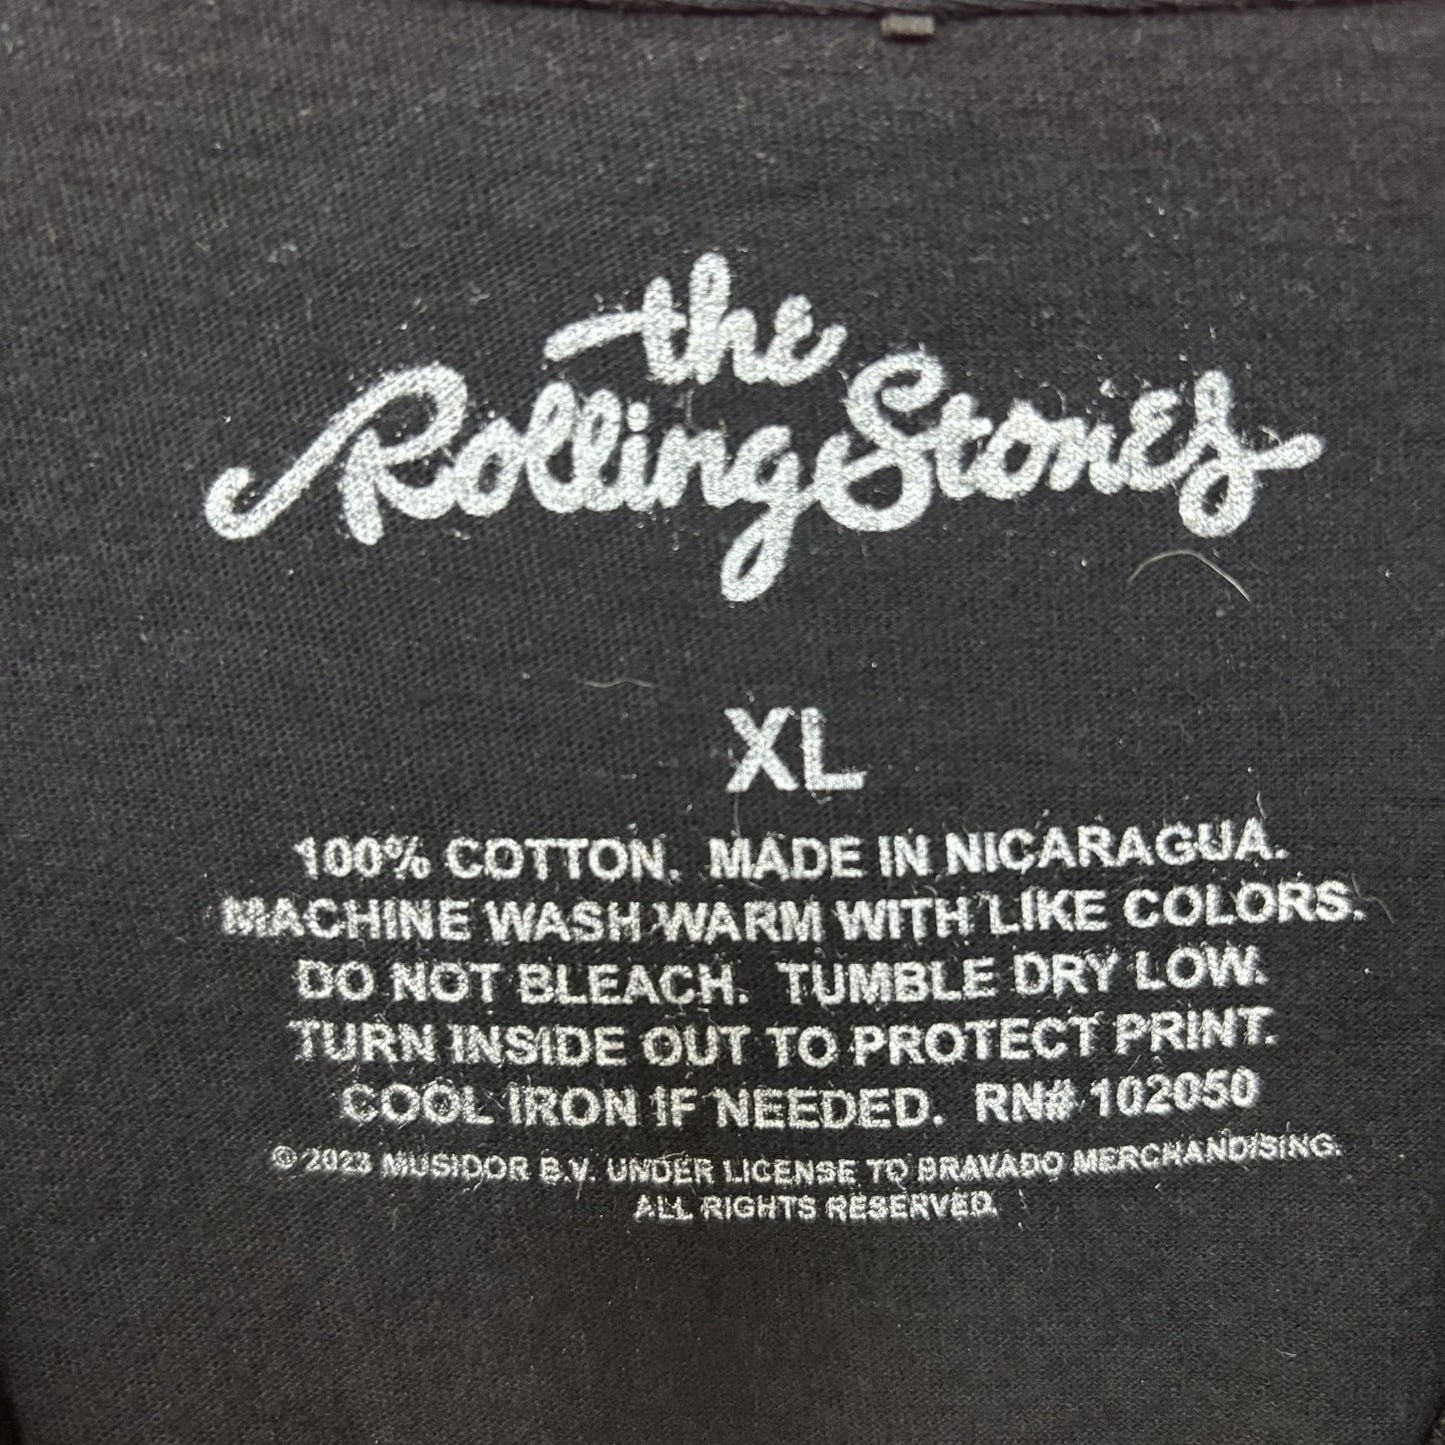 the
Rolling Stones
XL
100% COTTON. MADE IN NICARAGUA.
MACHINE WASH WARM WITH LIKE COLORS.
DO NOT BLEACH. TUMBLE DRY LOW.
TURN INSIDE OUT TO PROTECT PRINT.
COOL IRON IF NEEDED. RN# 102050
© 2023 MUSIDOR B.V. UNDER LICENSE TO BRAVADO MERCHANDISING.
ALL RIGHTS RESERVED.